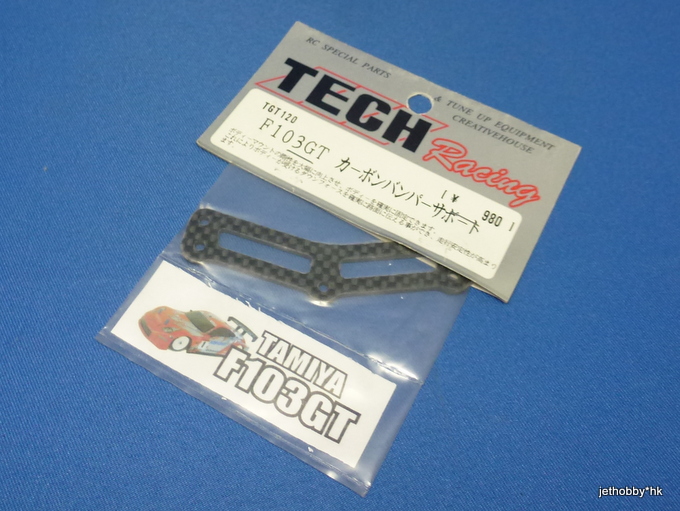 RC SPECIAL PARTS
& TUNE UP EQUIPMENT
CREATIVEHOUSE
TECH
Racing
TGT120
F103GT カーボンバンパーサポート
¥ 980
TAMIYA
F103GT
jethobby*hk